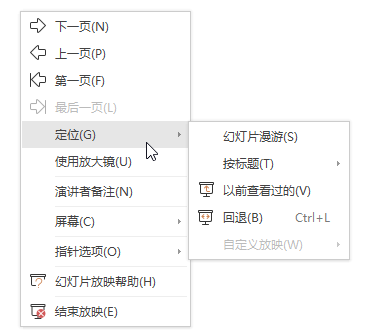 下一页(N)
上一页(P)
第一页(F)
最后一页(L)
定位(G)
使用放大镜(U)
演讲者备注(N)
屏幕(C)
指针选项(O)
幻灯片放映帮助(H)
结束放映(E)
幻灯片漫游(S)
按标题(T)
以前查看过的(V)
回退(B) Ctrl+L
自定义放映(W)